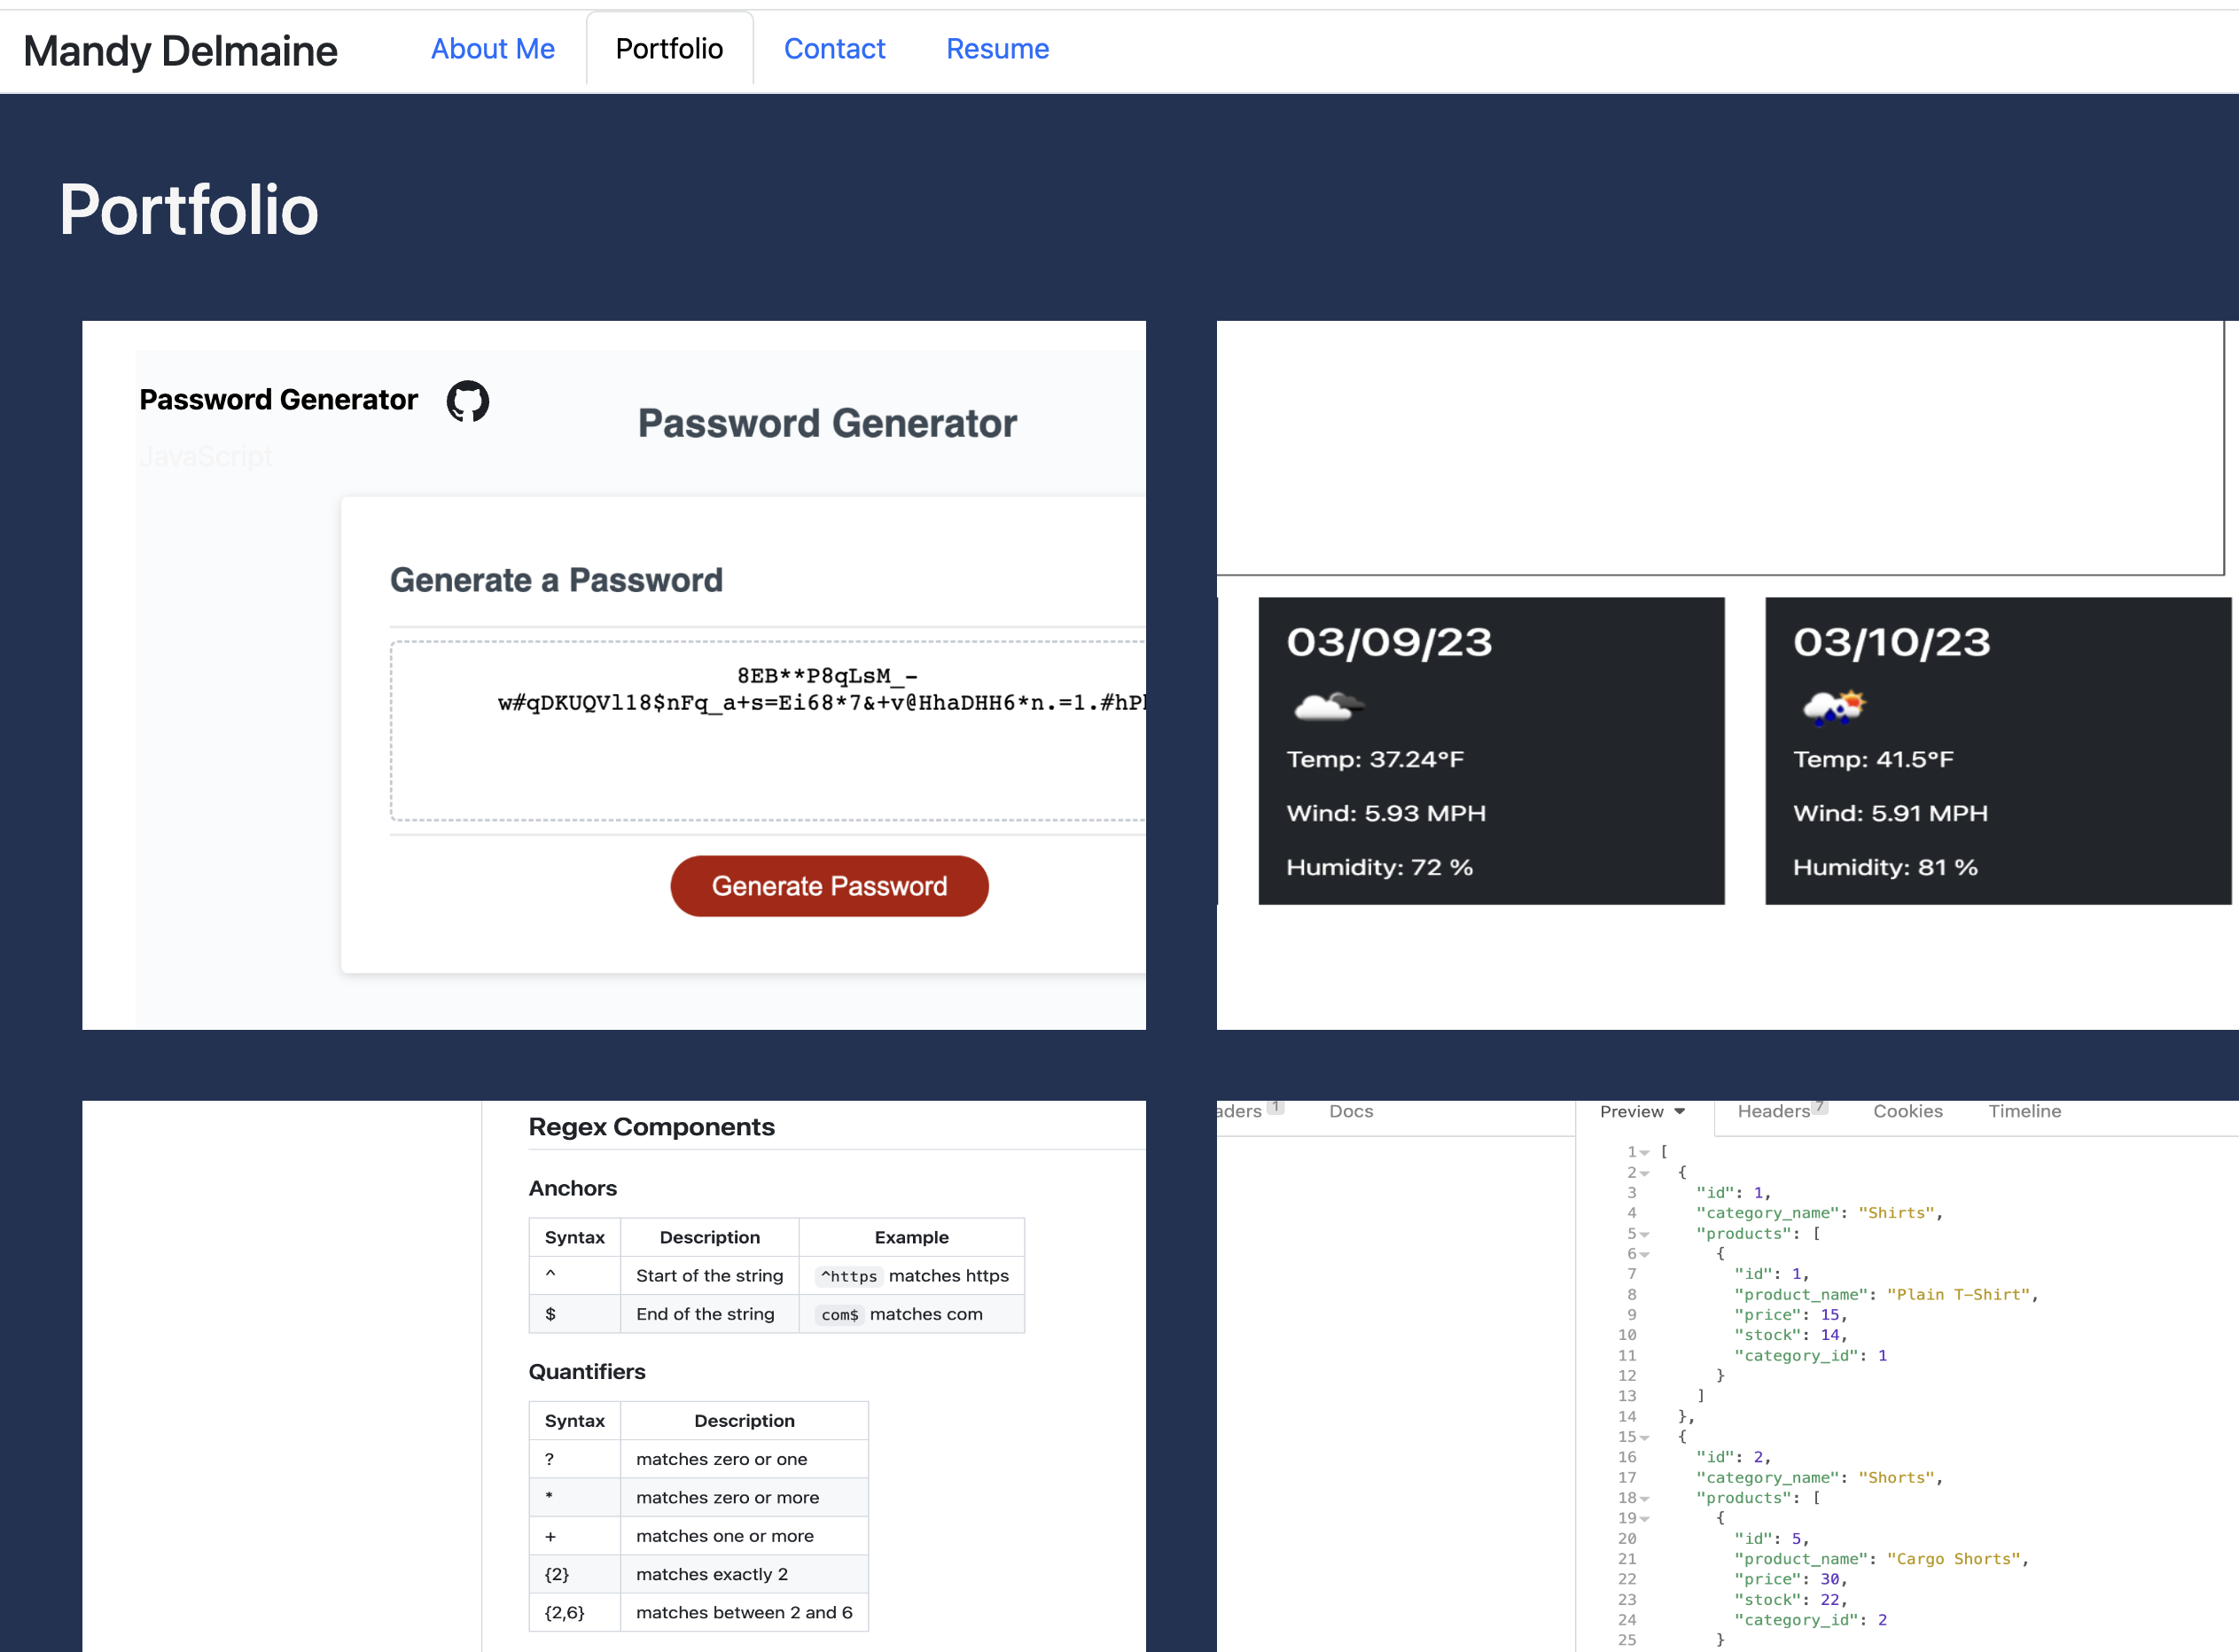 Mandy Delmaine
About Me
Portfolio
Contact
Resume
Portfolio
Password Generator
JavaScript
Password Generator
Generate a Password
8EB**P8qLsM_-
w#qDKUQVl18$nFq_a+s=Ei68*7&+v@HhaDHH6*n.=1.#hP
Generate Password
03/09/23
Temp: 37.24°F
Wind: 5.93 MPH
Humidity: 72 %
03/10/23
Temp: 41.5°F
Wind: 5.91 MPH
Humidity: 81 %
Regex Components
Anchors
Syntax Description Example
^ Start of the string ^https matches https
$ End of the string com$ matches com
Quantifiers
Syntax Description
? matches zero or one
* matches zero or more
+ matches one or more
{2} matches exactly 2
{2,6} matches between 2 and 6
aders 1 Docs
Preview Headers 7 Cookies Timeline
1 [
2 {
3 "id": 1,
4 "category_name": "Shirts",
5 "products": [
6 {
7 "id": 1,
8 "product_name": "Plain T-Shirt",
9 "price": 15,
10 "stock": 14,
11 "category_id": 1
12 }
13 ]
14 },
15 {
16 "id": 2,
17 "category_name": "Shorts",
18 "products": [
19 {
20 "id": 5,
21 "product_name": "Cargo Shorts",
22 "price": 30,
23 "stock": 22,
24 "category_id": 2
25 }